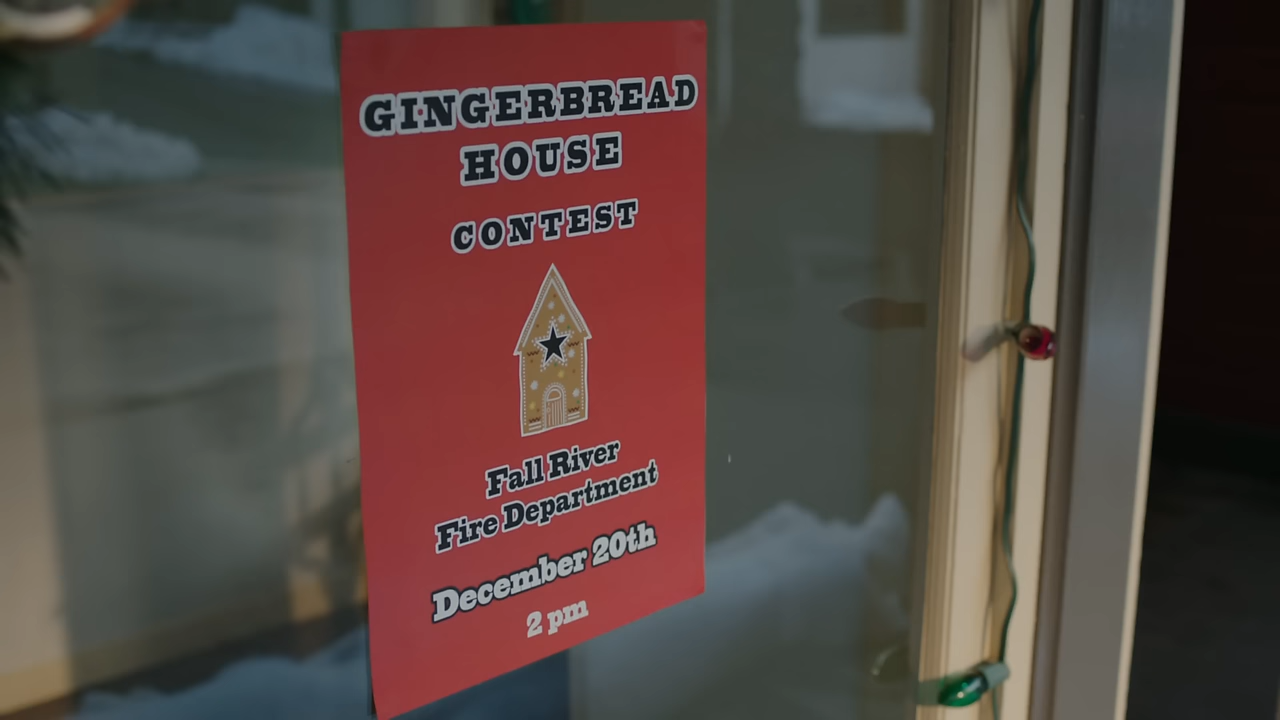 GINGERBREAD
HOUSE
CONTEST
Fall River
Fire Department
December 20th
2 pm